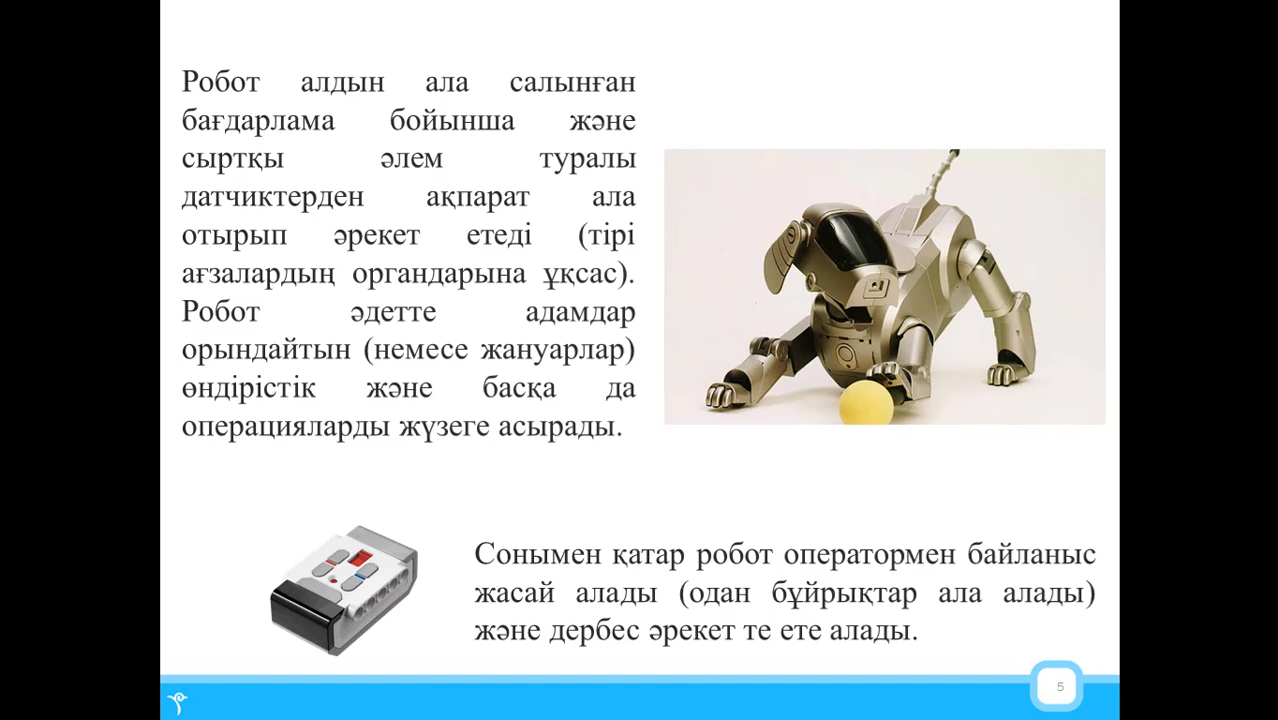 Робот алдын ала салынған
бағдарлама бойынша және
сыртқы әлем туралы
датчиктерден ақпарат ала
отырып әрекет етеді (тірі
ағзалардың органдарына ұқсас).
Робот әдетте адамдар
орындайтын (немесе жануарлар)
өндірістік және басқа да
операцияларды жүзеге асырады.
Сонымен қатар робот оператормен байланыс
жасай алады (одан бұйрықтар ала алады)
және дербес әрекет те ете алады.
5